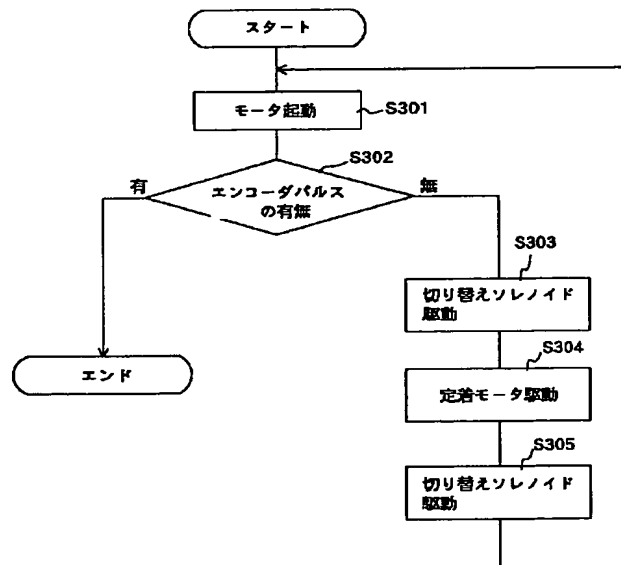 スタート
モータ起動
S301
S302
有
エンコーダパルス
の有無
無
S303
切り替えソレノイド
駆動
S304
エンド
定着モータ駆動
S305
切り替えソレノイド
駆動